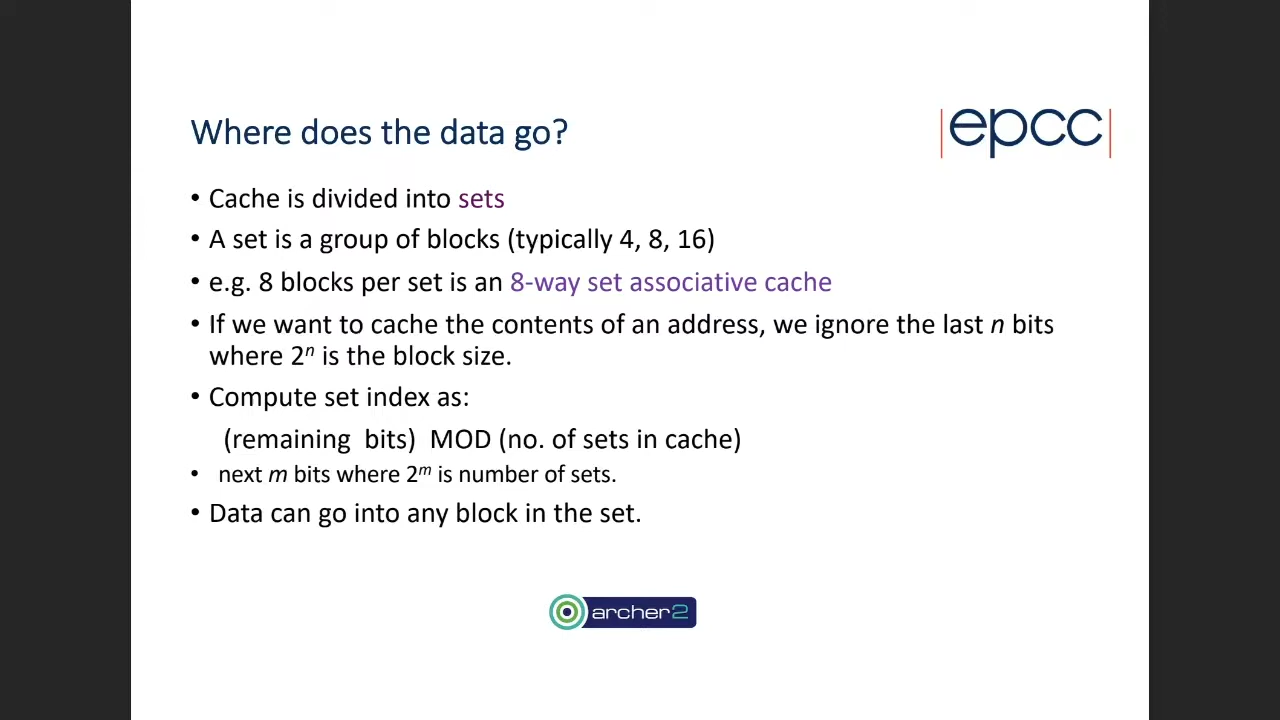 Where does the data go?
|epcc|
• Cache is divided into sets
• A set is a group of blocks (typically 4, 8, 16)
• e.g. 8 blocks per set is an 8-way set associative cache
• If we want to cache the contents of an address, we ignore the last n bits
where 2ⁿ is the block size.
• Compute set index as:
(remaining bits) MOD (no. of sets in cache)
• next m bits where 2ᵐ is number of sets.
• Data can go into any block in the set.
archer2